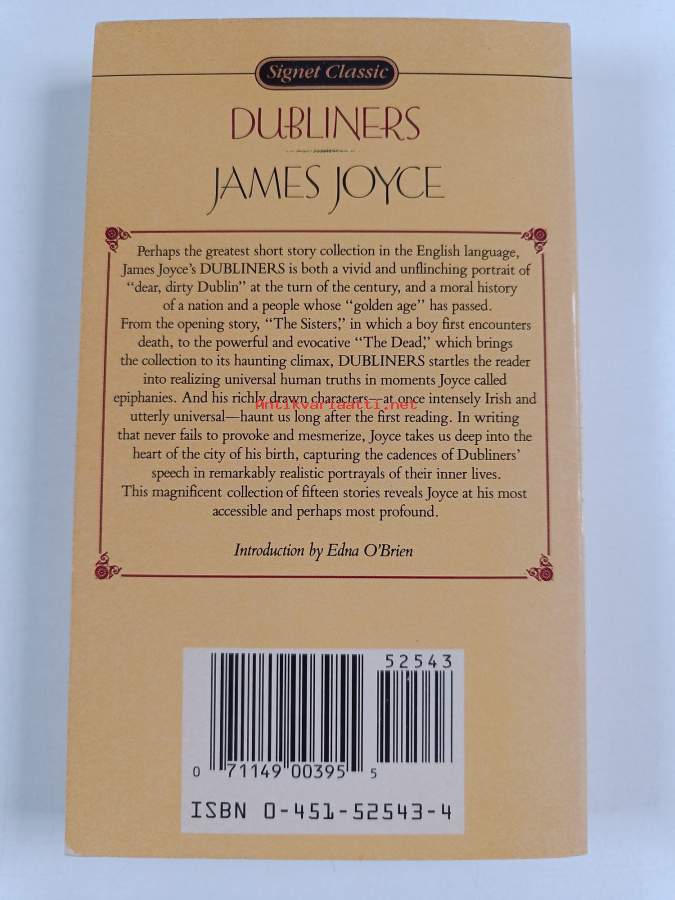 Signet Classic
DUBLINERS
JAMES JOYCE
Perhaps the greatest short story collection in the English language,
James Joyce's DUBLINERS is both a vivid and unflinching portrait of
"dear, dirty Dublin" at the turn of the century, and a moral history
of a nation and a people whose "golden age" has passed.
From the opening story, "The Sisters," in which a boy first encounters
death, to the powerful and evocative "The Dead," which brings
the collection to its haunting climax, DUBLINERS startles the reader
into realizing universal human truths in moments Joyce called
epiphanies. And his richly drawn characters—at once intensely Irish and
Antikvariaatti.net
utterly universal—haunt us long after the first reading. In writing
that never fails to provoke and mesmerize, Joyce takes us deep into the
heart of the city of his birth, capturing the cadences of Dubliners'
speech in remarkably realistic portrayals of their inner lives.
This magnificent collection of fifteen stories reveals Joyce at his most
accessible and perhaps most profound.
Introduction by Edna O'Brien
52543
0 71149 00395 5
ISBN 0-451-52543-4